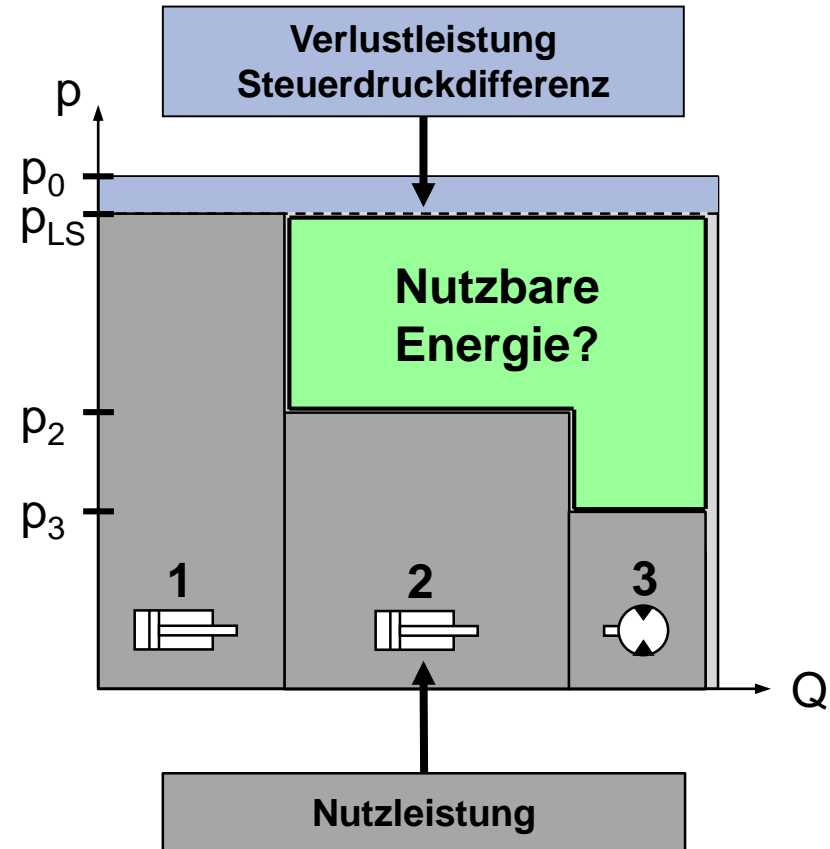 Verlustleistung
Steuerdruckdifferenz
p
p₀
pLS
Nutzbare
Energie?
p₂
p₃
1 2 3
Q
Nutzleistung